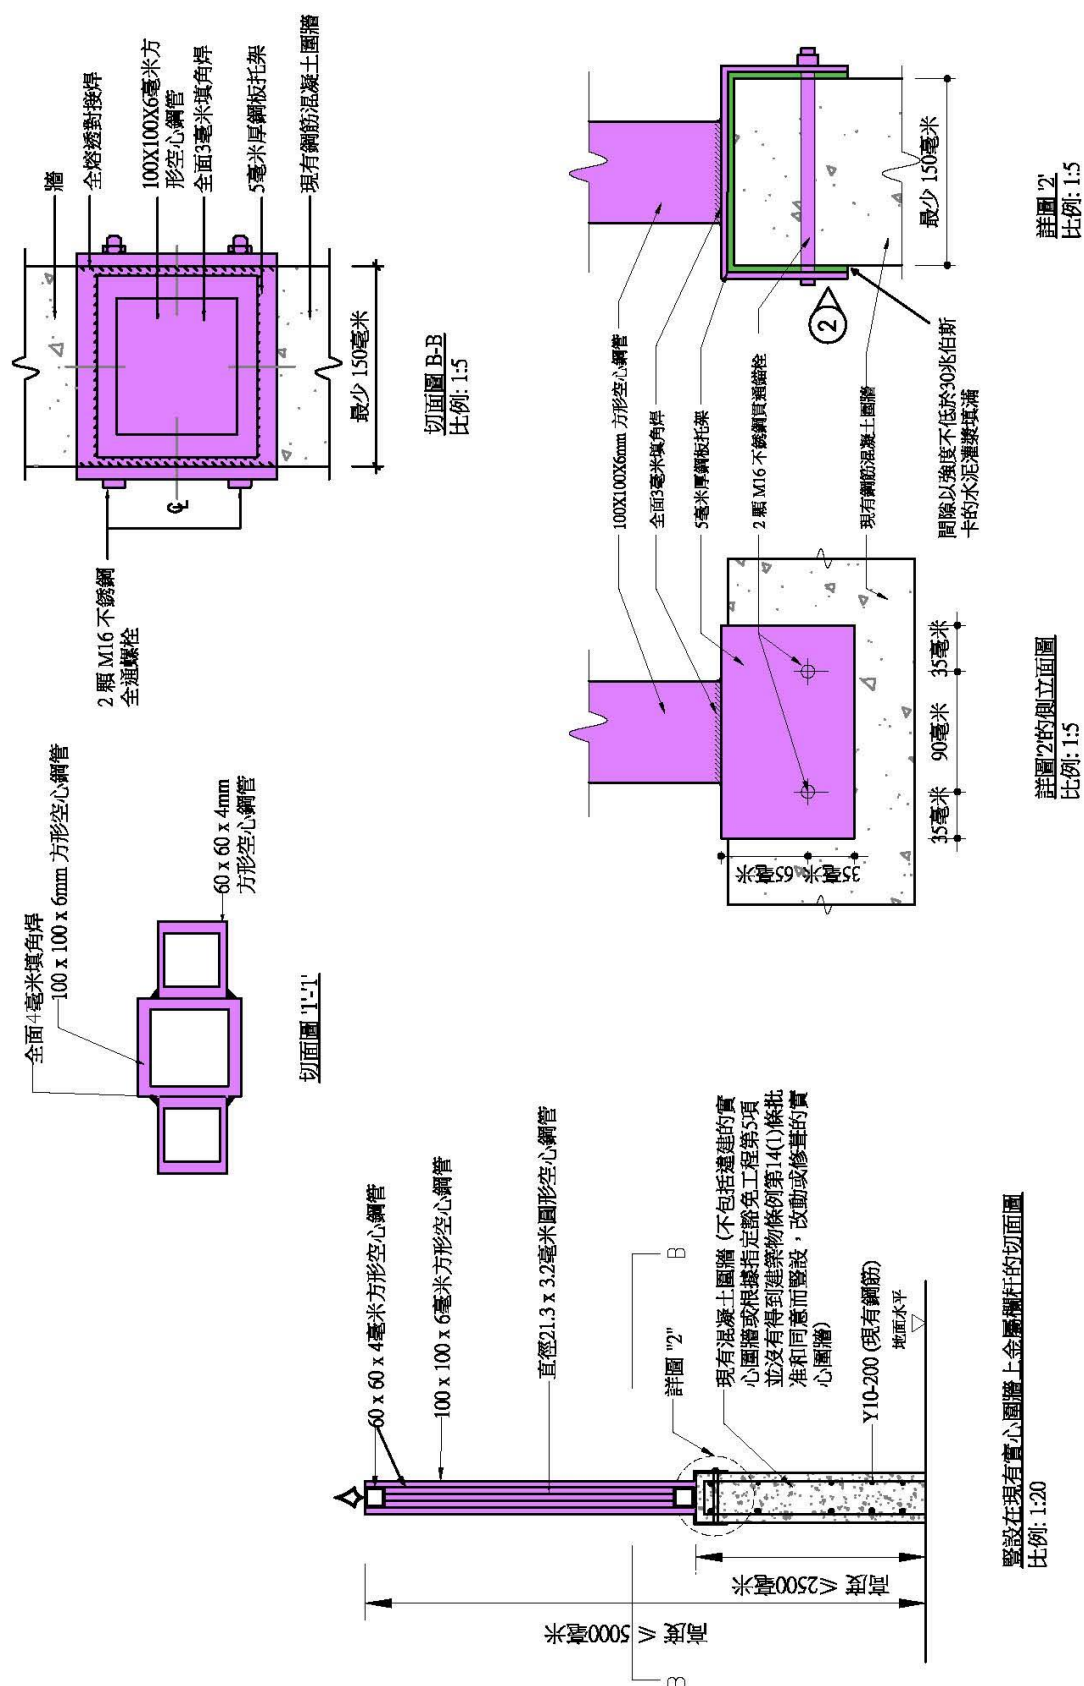 牆
全熔透對接焊
100X100X6毫米方
形空心鋼管
全面3毫米填角焊
5毫米厚鋼板托架
現有鋼筋混凝土圍牆
最少 150毫米
2 顆 M16 不銹鋼
全通螺栓
℄
切面圖 B-B
比例: 1:5
全面4毫米填角焊
100 x 100 x 6mm 方形空心鋼管
60 x 60 x 4mm
方形空心鋼管
切面圖 '1'-'1'
100X100X6mm 方形空心鋼管
全面3毫米填角焊
5毫米厚鋼板托架
2 顆 M16 不銹鋼貫通錨栓
現有鋼筋混凝土圍牆
間隙以強度不低於30兆伯斯
卡的水泥灌漿填滿
2
最少 150毫米
詳圖 '2'
比例: 1:5
35毫米
65毫米
35毫米
90毫米
35毫米
詳圖'2'的側立面圖
比例: 1:5
60 x 60 x 4毫米方形空心鋼管
100 x 100 x 6毫米方形空心鋼管
直徑21.3 x 3.2毫米圓形空心鋼管
B
B
詳圖 "2"
現有混凝土圍牆 (不包括違建的實
心圍牆或根據指定豁免工程第5項
並沒有得到建築物條例第14(1)條批
准和同意而豎設，改動或修葺的實
心圍牆)
Y10-200 (現有鋼筋)
地面水平
高度 ≤ 2500毫米
高度 ≤ 5000毫米
豎設在現有實心圍牆上金屬欄杆的切面圖
比例: 1:20